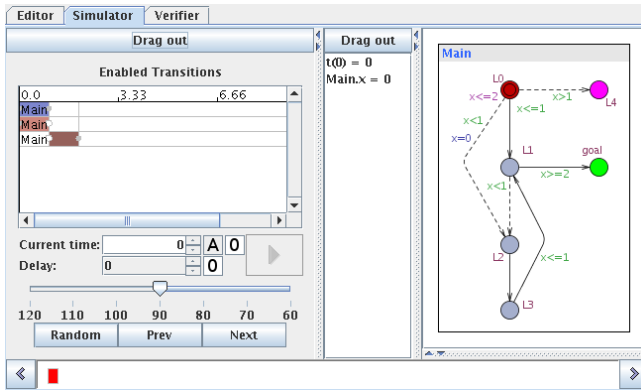 Editor Simulator Verifier
Drag out
Enabled Transitions
0.0 3.33 6.66
Main
Main
Main
Current time: 0 A 0
Delay: 0 0
120 110 100 90 80 70 60
Random Prev Next
Drag out
t(0) = 0
Main.x = 0
Main
L0
x<=2 x>1
L4
x<1 x<=1
x=0
L1 goal
x>=2
x<1
L2 x<=1
L3